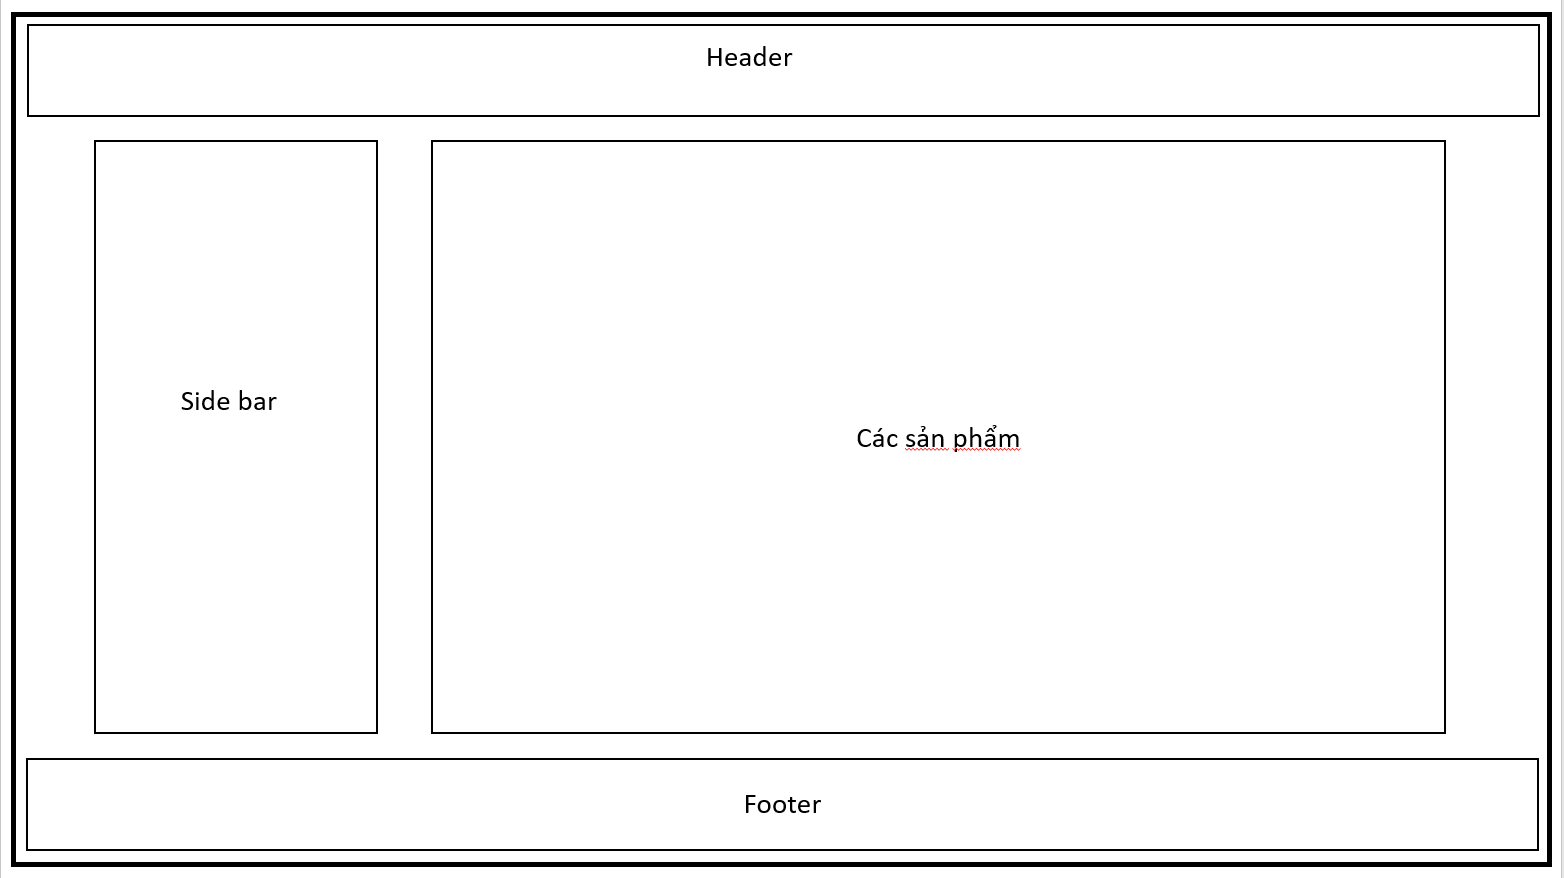 Header
Side bar
Các sản phẩm
Footer